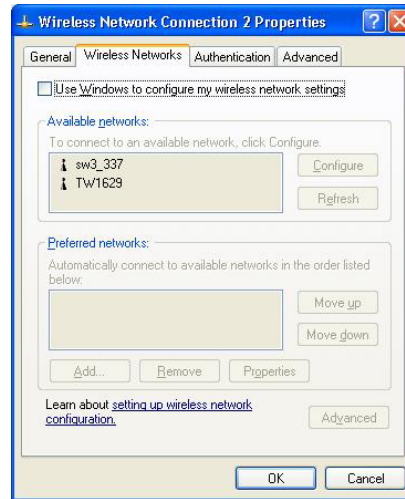 Wireless Network Connection 2 Properties
General Wireless Networks Authentication Advanced
Use Windows to configure my wireless network settings
Available networks:
To connect to an available network, click Configure.
sw3_337
TW1629
Configure
Refresh
Preferred networks:
Automatically connect to available networks in the order listed
below:
Move up
Move down
Add... Remove Properties
Learn about setting up wireless network
configuration.
Advanced
OK Cancel